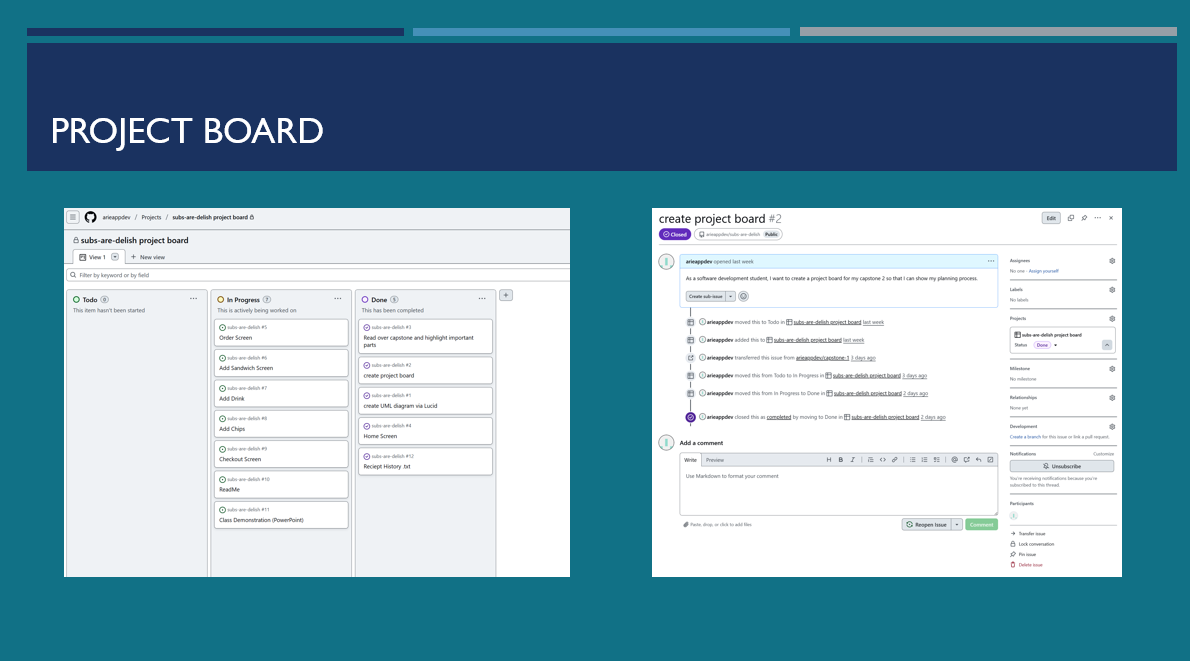 PROJECT BOARD
arieappdev / Projects / subs-are-delish project board
subs-are-delish project board
View 1
+ New view
Filter by keyword or by field
Todo 0 ...
This item hasn't been started
In Progress 7 ...
This is actively being worked on
subs-are-delish #5
Order Screen
subs-are-delish #6
Add Sandwich Screen
subs-are-delish #7
Add Drink
subs-are-delish #8
Add Chips
subs-are-delish #9
Checkout Screen
subs-are-delish #10
ReadMe
subs-are-delish #11
Class Demonstration (PowerPoint)
Done 5 ...
This has been completed
subs-are-delish #3
Read over capstone and highlight important
parts
subs-are-delish #2
create project board
subs-are-delish #1
create UML diagram via Lucid
subs-are-delish #4
Home Screen
subs-are-delish #12
Reciept History .txt
+
create project board #2
Edit
Closed
arieappdev/subs-are-delish Public
arieappdev opened last week
As a software development student, I want to create a project board for my capstone 2 so that I can show my planning process.
Create sub-issue
arieappdev moved this to Todo in subs-are-delish project board last week
arieappdev added this to subs-are-delish project board last week
arieappdev transferred this issue from arieappdev/capstone-1 3 days ago
arieappdev moved this from Todo to In Progress in subs-are-delish project board 3 days ago
arieappdev moved this from In Progress to Done in subs-are-delish project board 2 days ago
arieappdev closed this as completed by moving to Done in subs-are-delish project board 2 days ago
Add a comment
Write
Preview
H B I
Use Markdown to format your comment
Paste, drop, or click to add files
Reopen Issue
Comment
Assignees
No one - Assign yourself
Labels
No labels
Projects
subs-are-delish project board
Status Done
Milestone
No milestone
Relationships
None yet
Development
Create a branch for this issue or link a pull request.
Notifications
Customize
Unsubscribe
You're receiving notifications because you're
subscribed to this thread.
Participants
Transfer issue
Lock conversation
Pin issue
Delete issue